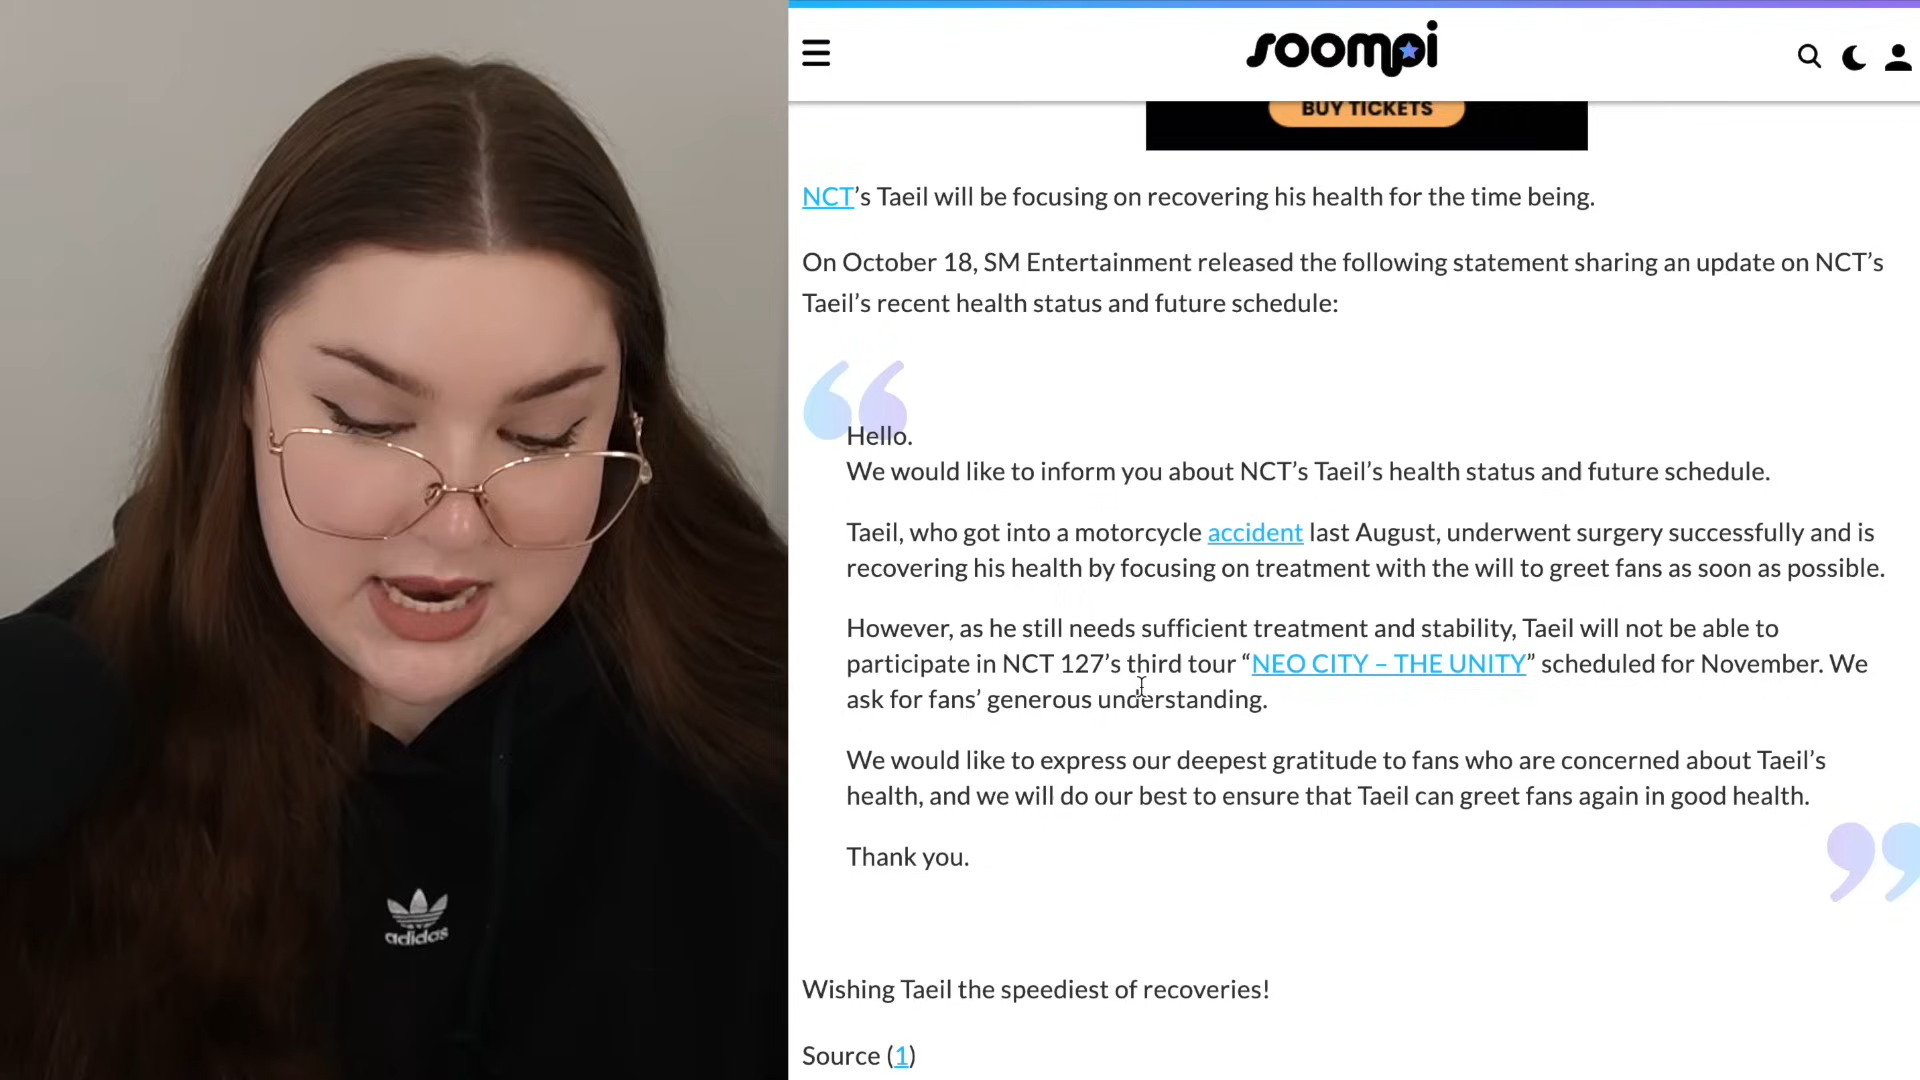 soompi
BUY TICKETS
NCT’s Taeil will be focusing on recovering his health for the time being.
On October 18, SM Entertainment released the following statement sharing an update on NCT’s
Taeil’s recent health status and future schedule:
“
Hello.
We would like to inform you about NCT’s Taeil’s health status and future schedule.
Taeil, who got into a motorcycle accident last August, underwent surgery successfully and is
recovering his health by focusing on treatment with the will to greet fans as soon as possible.
However, as he still needs sufficient treatment and stability, Taeil will not be able to
participate in NCT 127’s third tour “NEO CITY – THE UNITY” scheduled for November. We
ask for fans’ generous understanding.
We would like to express our deepest gratitude to fans who are concerned about Taeil’s
health, and we will do our best to ensure that Taeil can greet fans again in good health.
Thank you.
”
Wishing Taeil the speediest of recoveries!
Source (1)
adidas